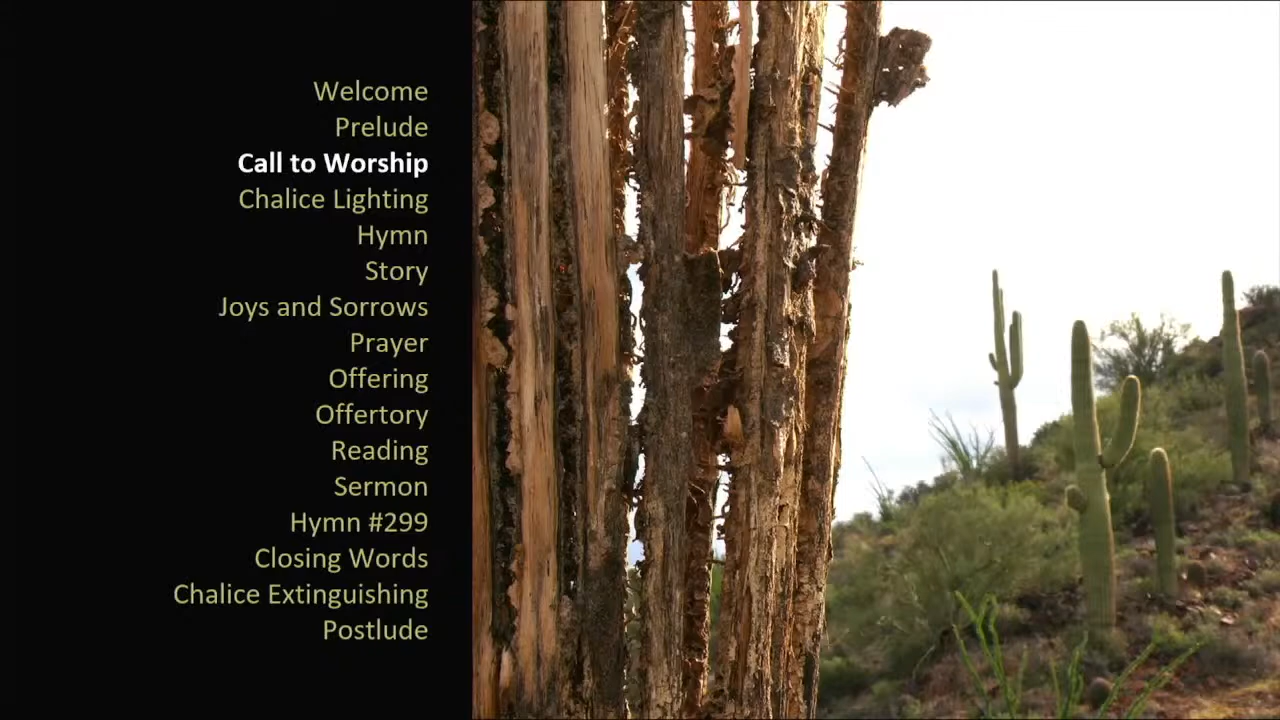 Welcome
Prelude
Call to Worship
Chalice Lighting
Hymn
Story
Joys and Sorrows
Prayer
Offering
Offertory
Reading
Sermon
Hymn #299
Closing Words
Chalice Extinguishing
Postlude